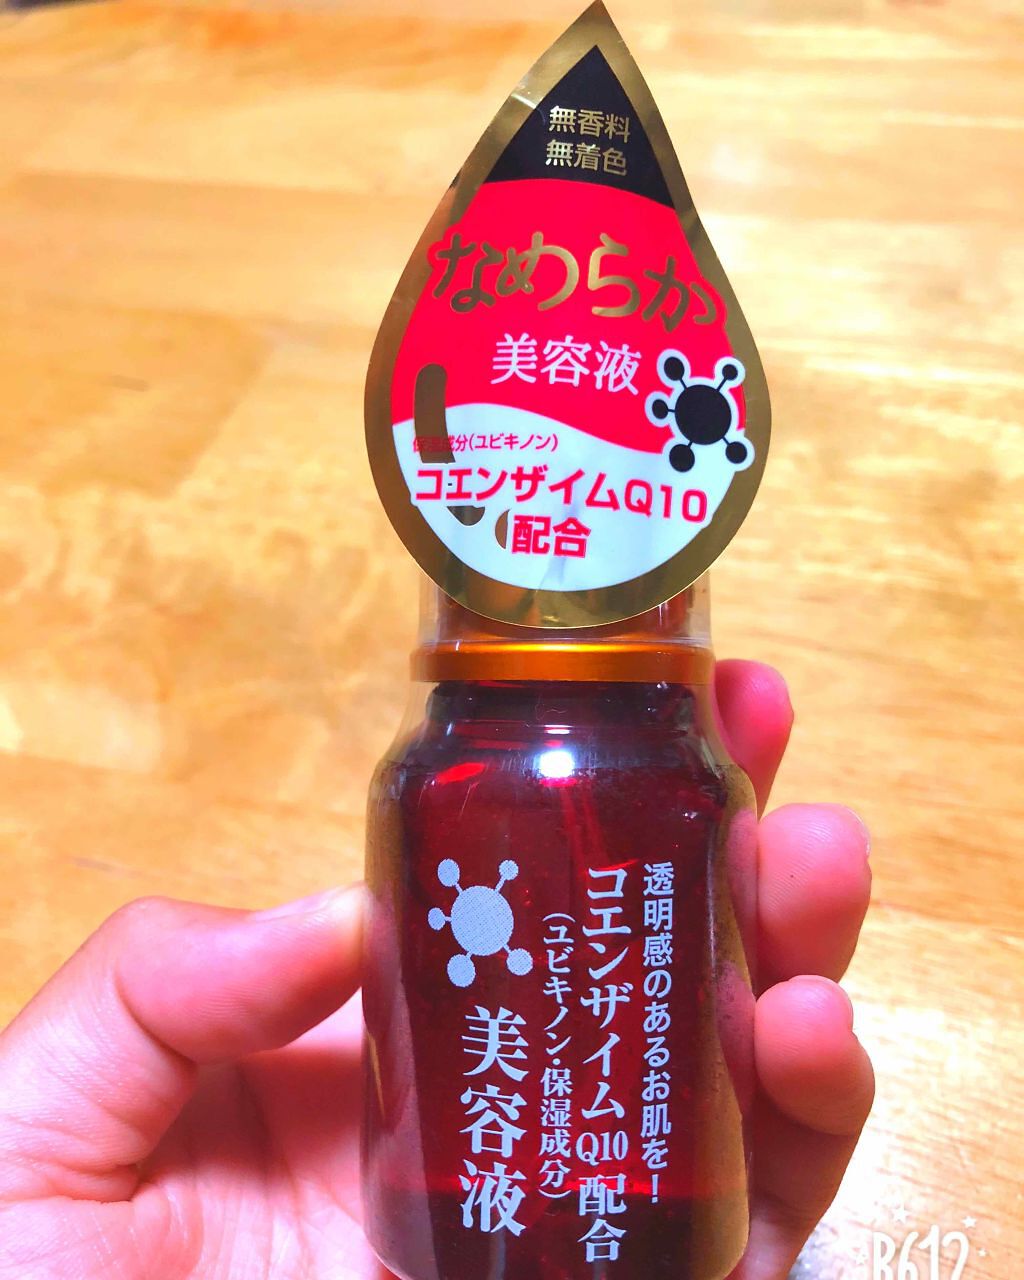 無香料
無着色
なめらか
美容液
保湿成分(ユビキノン)
コエンザイムQ10
配合
透明感のあるお肌を!
コエンザイムQ10配合
(ユビキノン・保湿成分)
美容液
B612